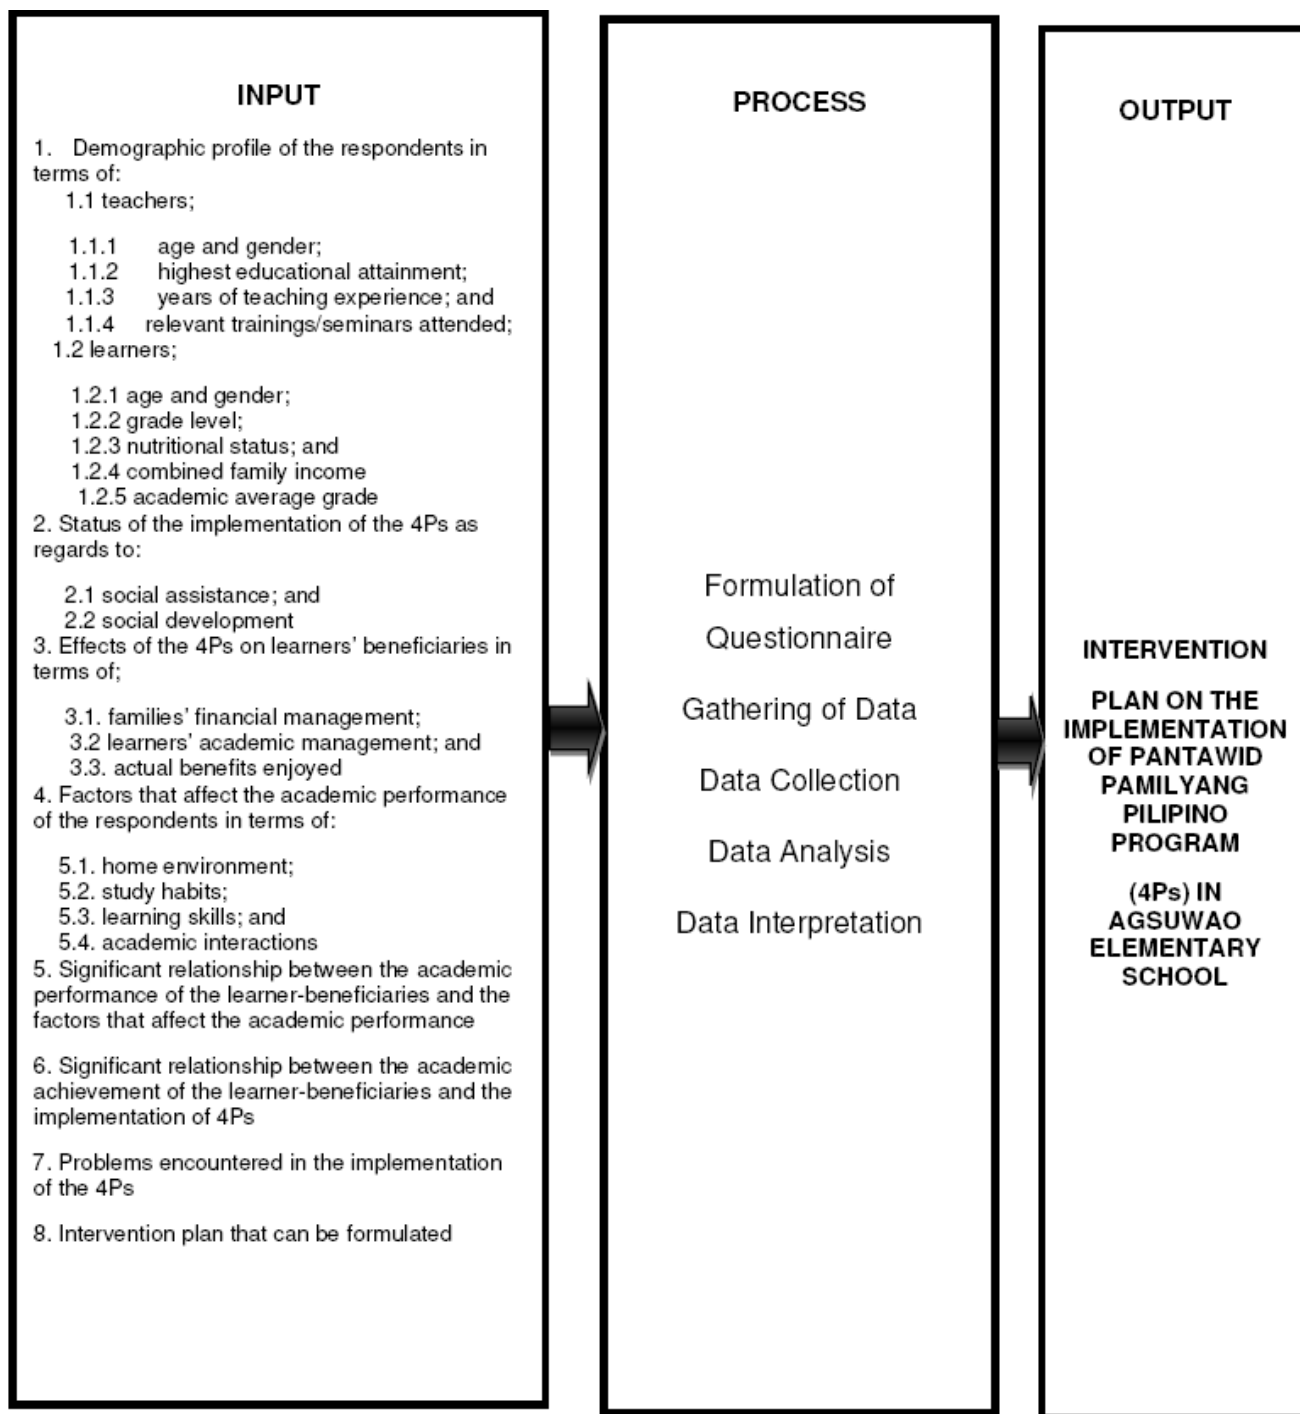 INPUT
1. Demographic profile of the respondents in
terms of:
1.1 teachers;
1.1.1 age and gender;
1.1.2 highest educational attainment;
1.1.3 years of teaching experience; and
1.1.4 relevant trainings/seminars attended;
1.2 learners;
1.2.1 age and gender;
1.2.2 grade level;
1.2.3 nutritional status; and
1.2.4 combined family income
1.2.5 academic average grade
2. Status of the implementation of the 4Ps as
regards to:
2.1 social assistance; and
2.2 social development
3. Effects of the 4Ps on learners’ beneficiaries in
terms of;
3.1. families’ financial management;
3.2 learners’ academic management; and
3.3. actual benefits enjoyed
4. Factors that affect the academic performance
of the respondents in terms of:
5.1. home environment;
5.2. study habits;
5.3. learning skills; and
5.4. academic interactions
5. Significant relationship between the academic
performance of the learner-beneficiaries and the
factors that affect the academic performance
6. Significant relationship between the academic
achievement of the learner-beneficiaries and the
implementation of 4Ps
7. Problems encountered in the implementation
of the 4Ps
8. Intervention plan that can be formulated
PROCESS
Formulation of
Questionnaire
Gathering of Data
Data Collection
Data Analysis
Data Interpretation
OUTPUT
INTERVENTION
PLAN ON THE
IMPLEMENTATION
OF PANTAWID
PAMILYANG
PILIPINO
PROGRAM
(4Ps) IN
AGSUWAO
ELEMENTARY
SCHOOL